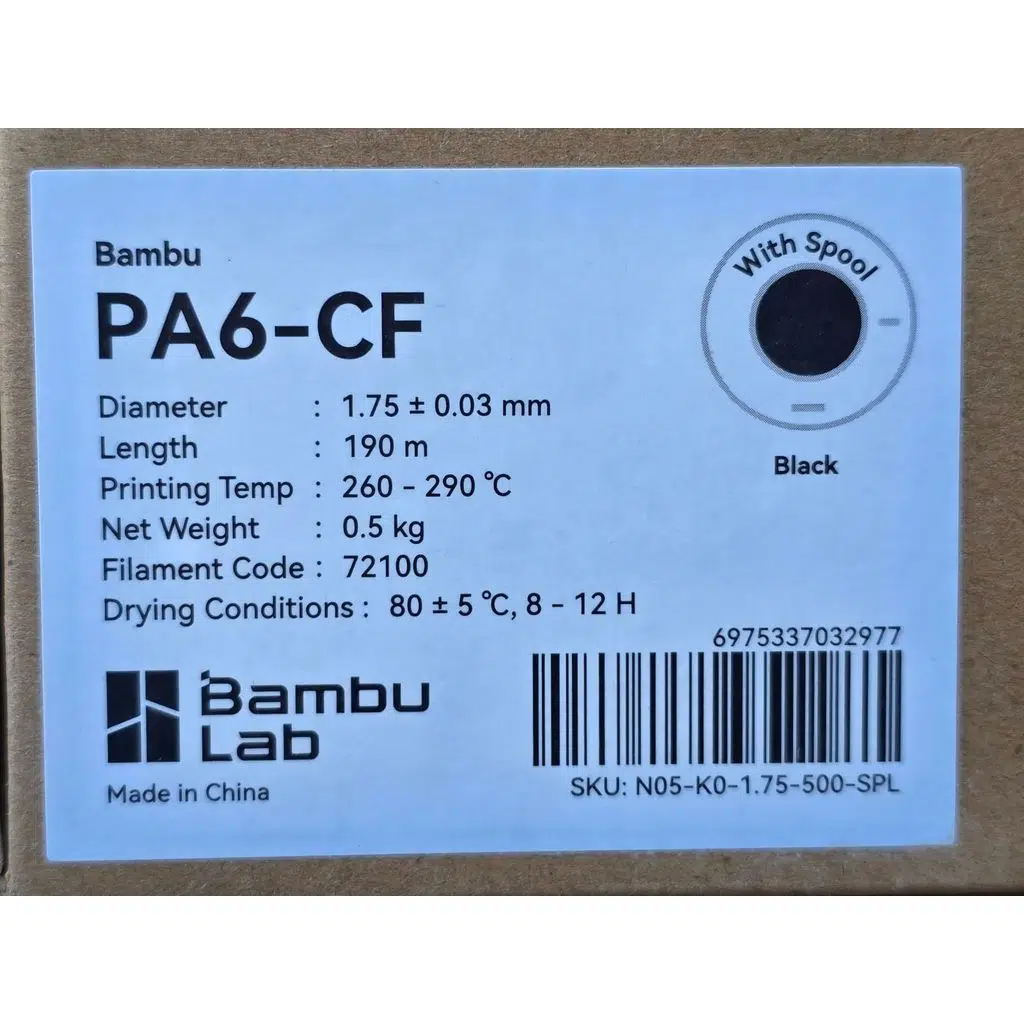 Bambu
PA6-CF
Diameter : 1.75 ± 0.03 mm
Length : 190 m
Printing Temp : 260 - 290 ℃
Net Weight : 0.5 kg
Filament Code : 72100
Drying Conditions : 80 ± 5 ℃, 8 - 12 H
With Spool
Black
Bambu
Lab
Made in China
6975337032977
SKU: N05-K0-1.75-500-SPL